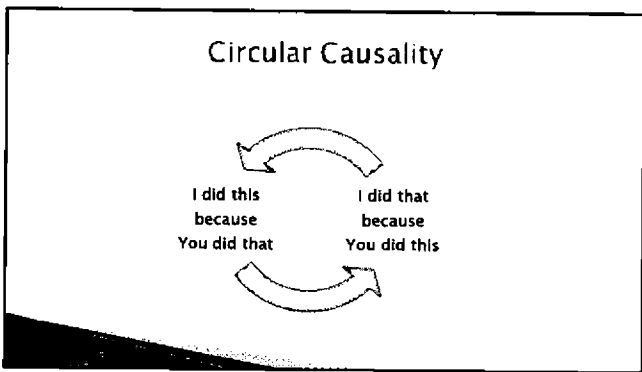 Circular Causality
I did this
because
You did that
I did that
because
You did this